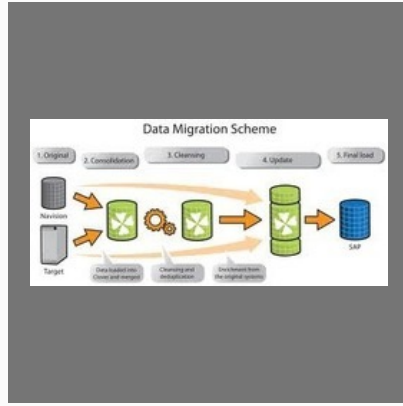 Data Migration Scheme
1. Original
2. Consolidation
3. Cleansing
4. Update
5. Final load
Navision
Target
SAP
Data loaded into
Clover and merged
Cleansing and
deduplication
Enrichment from
the original systems